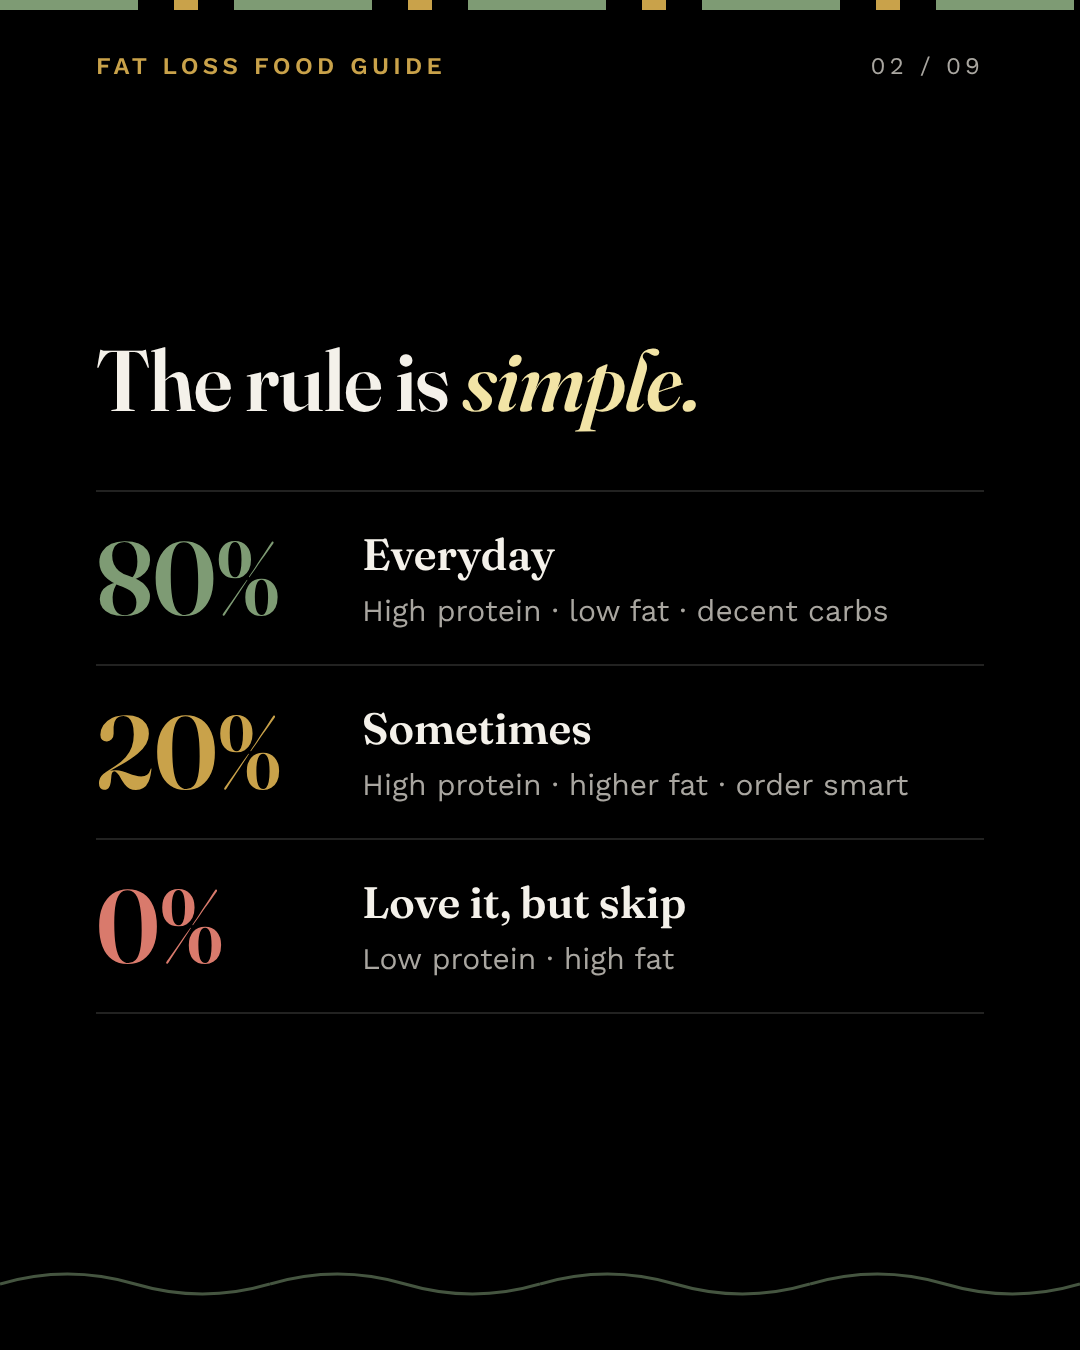 FAT LOSS FOOD GUIDE
02 / 09
The rule is simple.
80%
Everyday
High protein · low fat · decent carbs
20%
Sometimes
High protein · higher fat · order smart
0%
Love it, but skip
Low protein · high fat